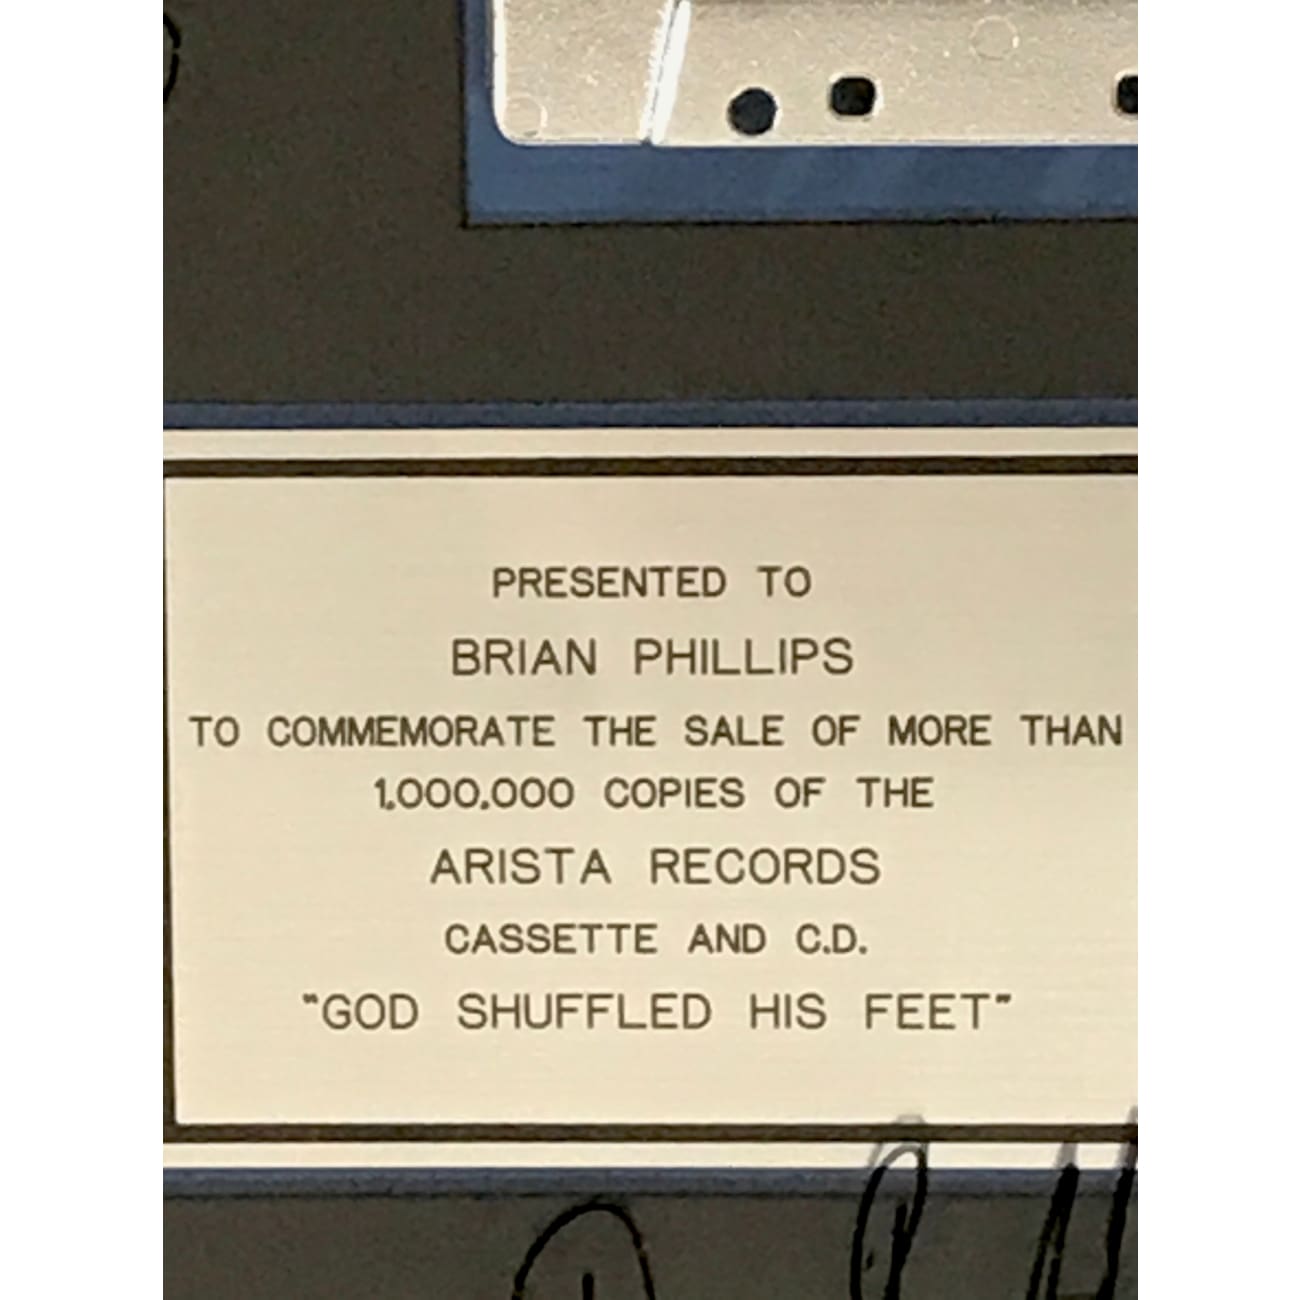 PRESENTED TO
BRIAN PHILLIPS
TO COMMEMORATE THE SALE OF MORE THAN
1,000,000 COPIES OF THE
ARISTA RECORDS
CASSETTE AND C.D.
"GOD SHUFFLED HIS FEET"